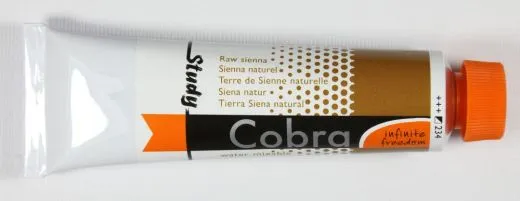 Study
Raw sienna
Sienna naturel
Terre de Sienne naturelle
Siena natur
Tierra Siena natural
Cobra
water mixable
infinite
freedom
+++ 234